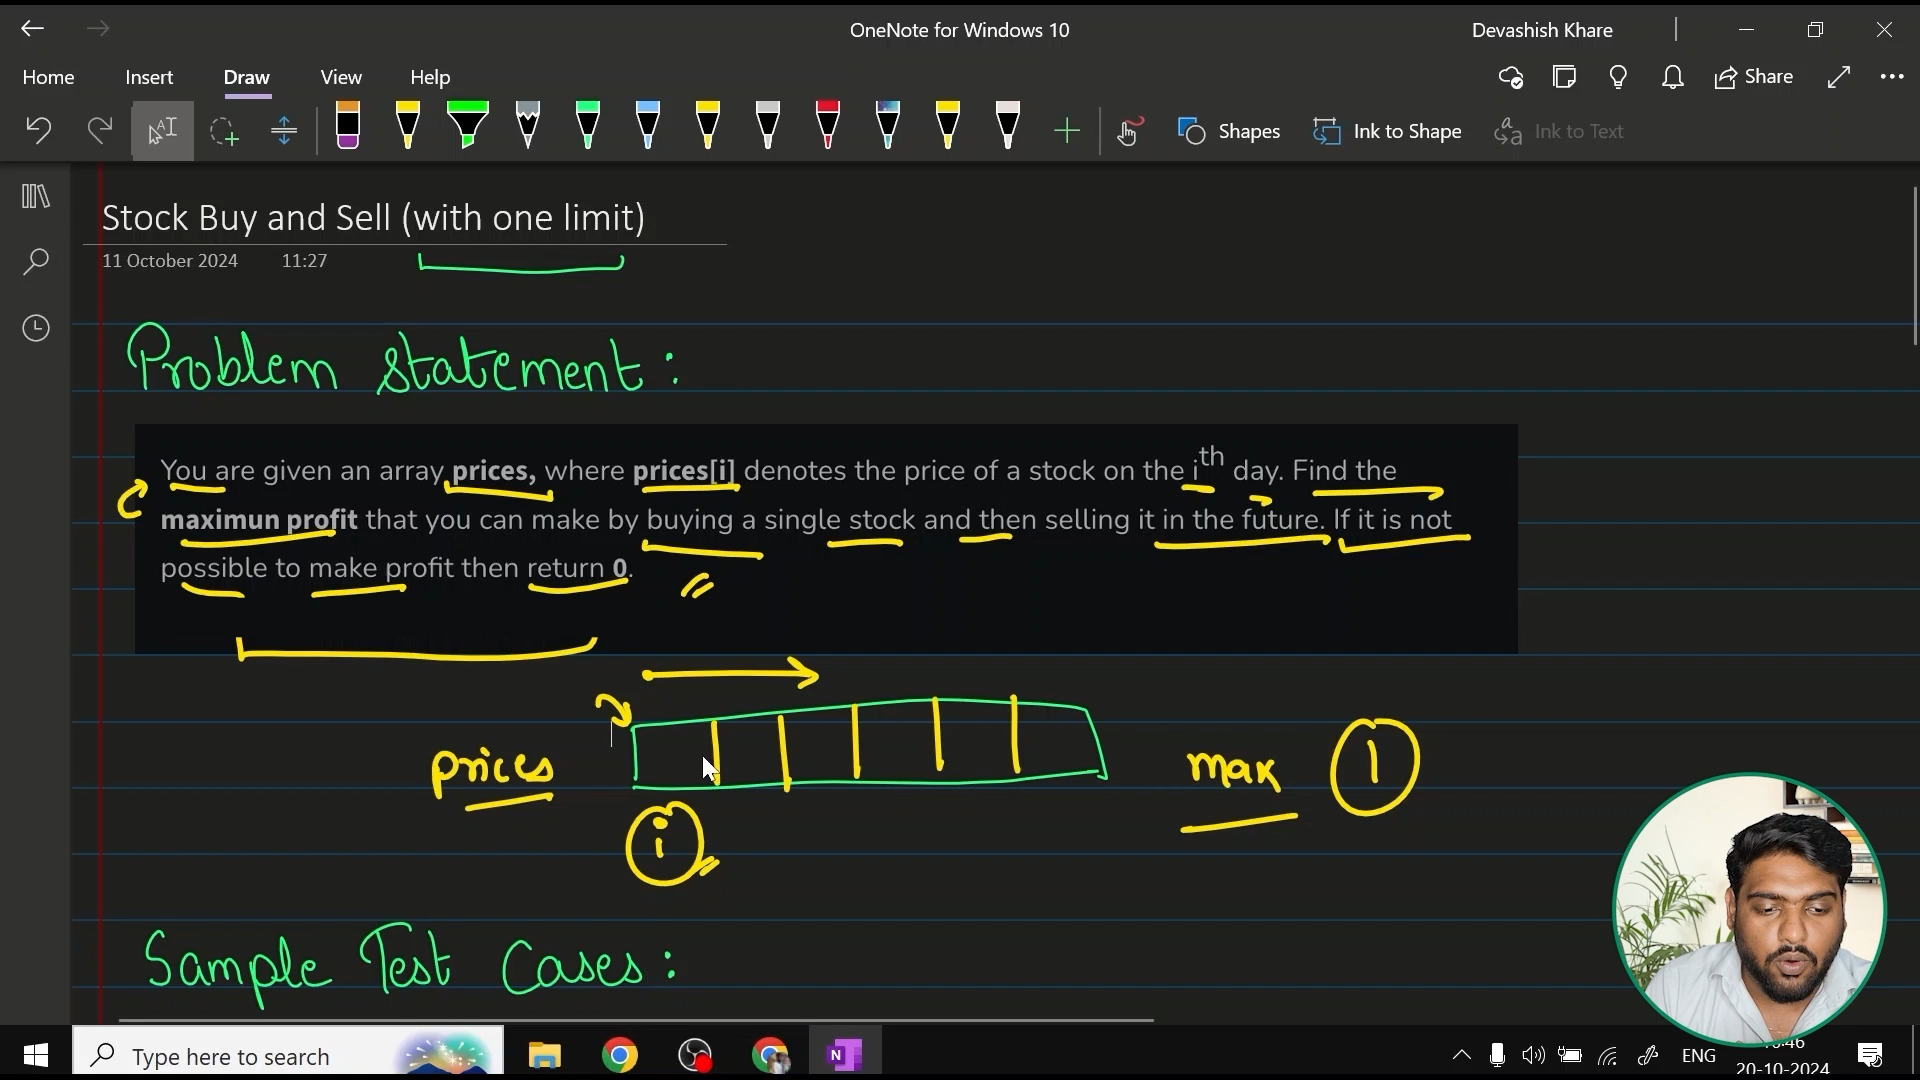 OneNote for Windows 10
Devashish Khare
Home Insert Draw View Help
Share
Shapes Ink to Shape Ink to Text
Stock Buy and Sell (with one limit)
11 October 2024 11:27
Problem Statement :
You are given an array prices, where prices[i] denotes the price of a stock on the ith day. Find the
maximun profit that you can make by buying a single stock and then selling it in the future. If it is not
possible to make profit then return 0.
prices
max 1
i
Sample Test Cases :
Type here to search
ENG
20-10-2024